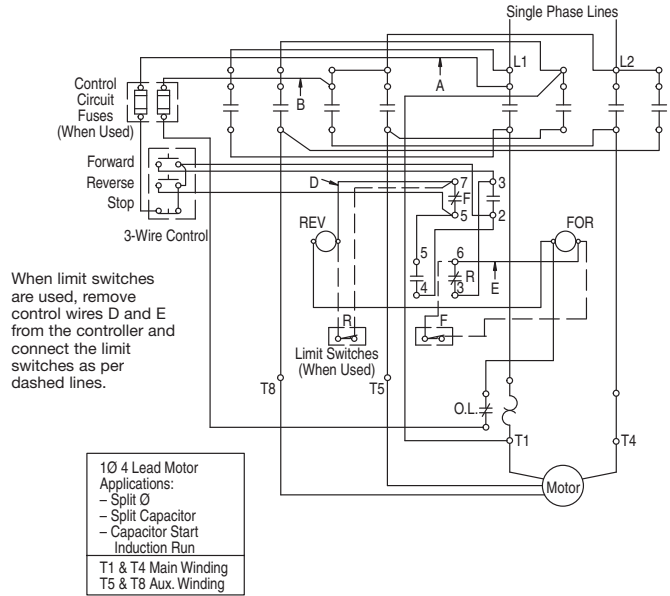 Single Phase Lines
L1
L2
A
B
Control
Circuit
Fuses
(When Used)
Forward
Reverse
Stop
3-Wire Control
D
7
F
5
3
2
REV
FOR
5
4
6
R
3
E
When limit switches
are used, remove
control wires D and E
from the controller and
connect the limit
switches as per
dashed lines.
R
F
Limit Switches
(When Used)
T8
T5
O.L.
T1
T4
Motor
1Ø 4 Lead Motor
Applications:
– Split Ø
– Split Capacitor
– Capacitor Start
Induction Run
T1 & T4 Main Winding
T5 & T8 Aux. Winding